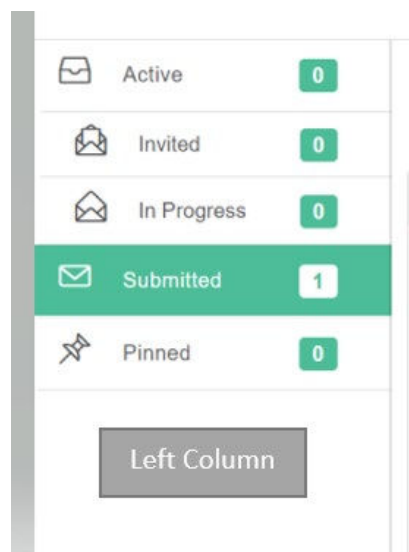 Active 0
Invited 0
In Progress 0
Submitted 1
Pinned 0
Left Column